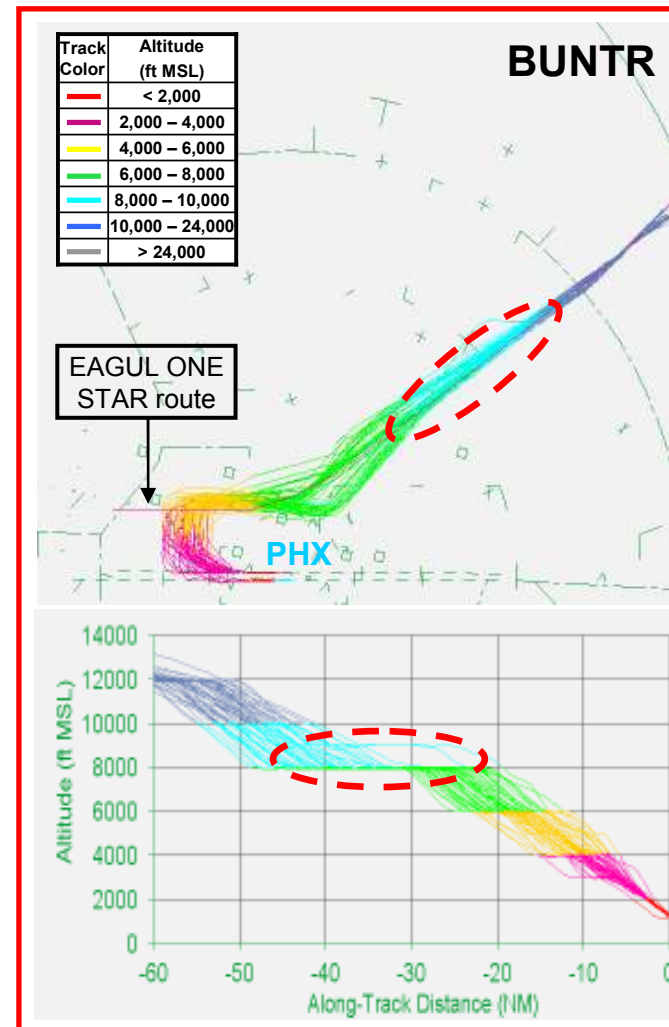 BUNTR
Track Color Altitude (ft MSL)
< 2,000
2,000 – 4,000
4,000 – 6,000
6,000 – 8,000
8,000 – 10,000
10,000 – 24,000
> 24,000
EAGUL ONE
STAR route
PHX
Altitude (ft MSL)
14000
12000
10000
8000
6000
4000
2000
0
-60 -50 -40 -30 -20 -10 0
Along-Track Distance (NM)